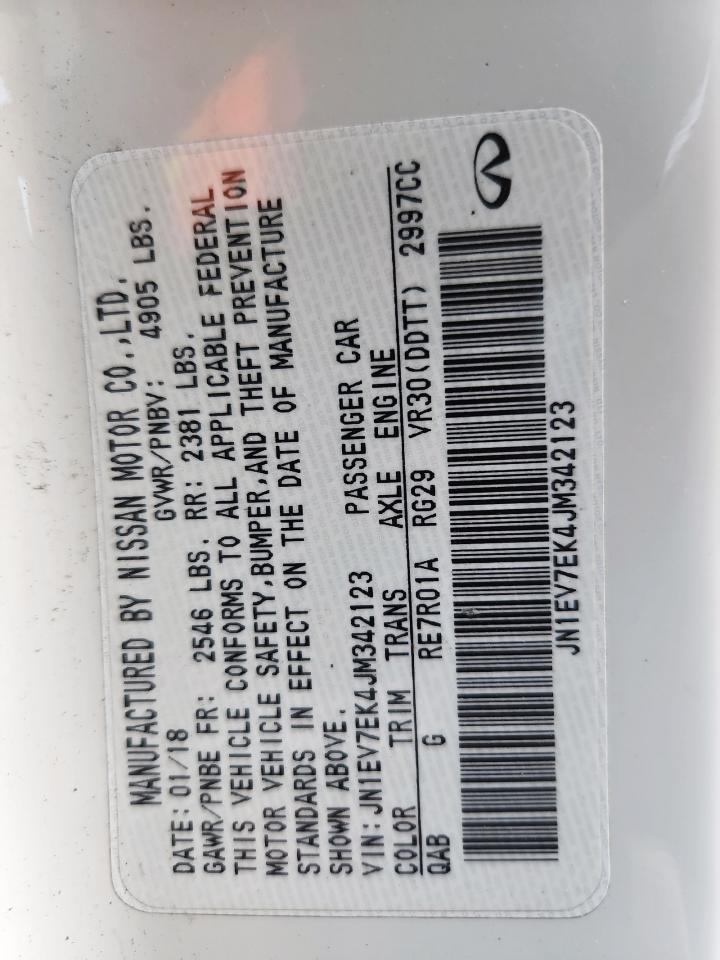 MANUFACTURED BY NISSAN MOTOR CO.,LTD.
DATE: 01/18 GVWR/PNBV: 4905 LBS.
GAWR/PNBE FR: 2546 LBS. RR: 2381 LBS.
THIS VEHICLE CONFORMS TO ALL APPLICABLE FEDERAL
MOTOR VEHICLE SAFETY,BUMPER,AND THEFT PREVENTION
STANDARDS IN EFFECT ON THE DATE OF MANUFACTURE
SHOWN ABOVE.
VIN: JN1EV7EK4JM342123 PASSENGER CAR
COLOR TRIM TRANS AXLE ENGINE
QAB G RE7R01A RG29 VR30(DDTT) 2997CC
JN1EV7EK4JM342123